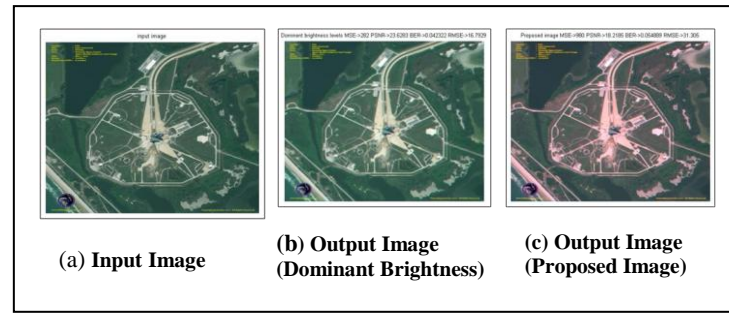 input image
Dominant brightness levels MSE->282 PSNR->23.6283 BER->0.042322 RMSE->16.7929
Proposed image MSE->980 PSNR->18.2185 BER->0.054889 RMSE->31.305
(a) Input Image
(b) Output Image
(Dominant Brightness)
(c) Output Image
(Proposed Image)